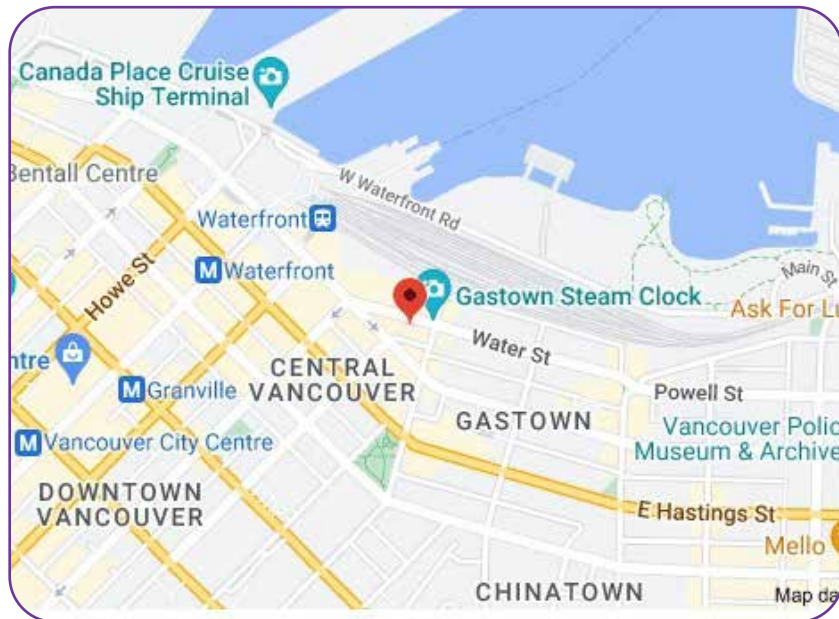 Canada Place Cruise
Ship Terminal
Bentall Centre
W Waterfront Rd
Waterfront
M Waterfront
Howe St
Main St
Gastown Steam Clock
Ask For Lu
Water St
ntre
CENTRAL
VANCOUVER
M Granville
Powell St
GASTOWN
Vancouver Polic
Museum & Archive
M Vancouver City Centre
DOWNTOWN
VANCOUVER
E Hastings St
Mello
CHINATOWN
Map da